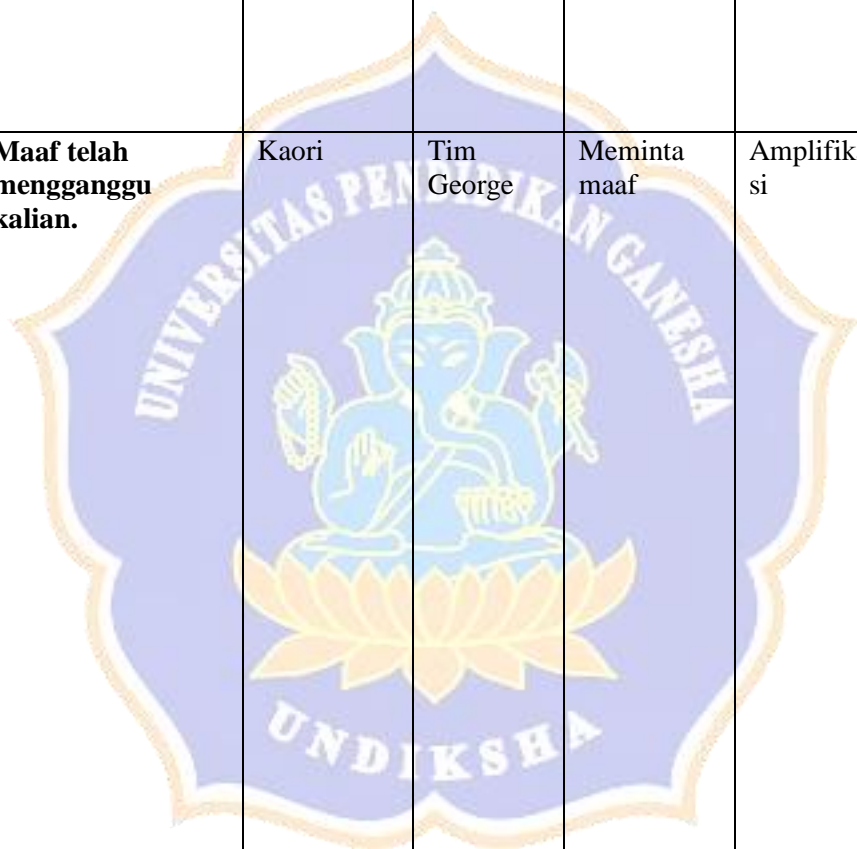 Maaf telah
mengganggu
kalian.
Kaori
Tim
George
Meminta
maaf
Amplifik
si
UNIVERSITAS PENDIDIKAN GANESHA
UNDIKSHA